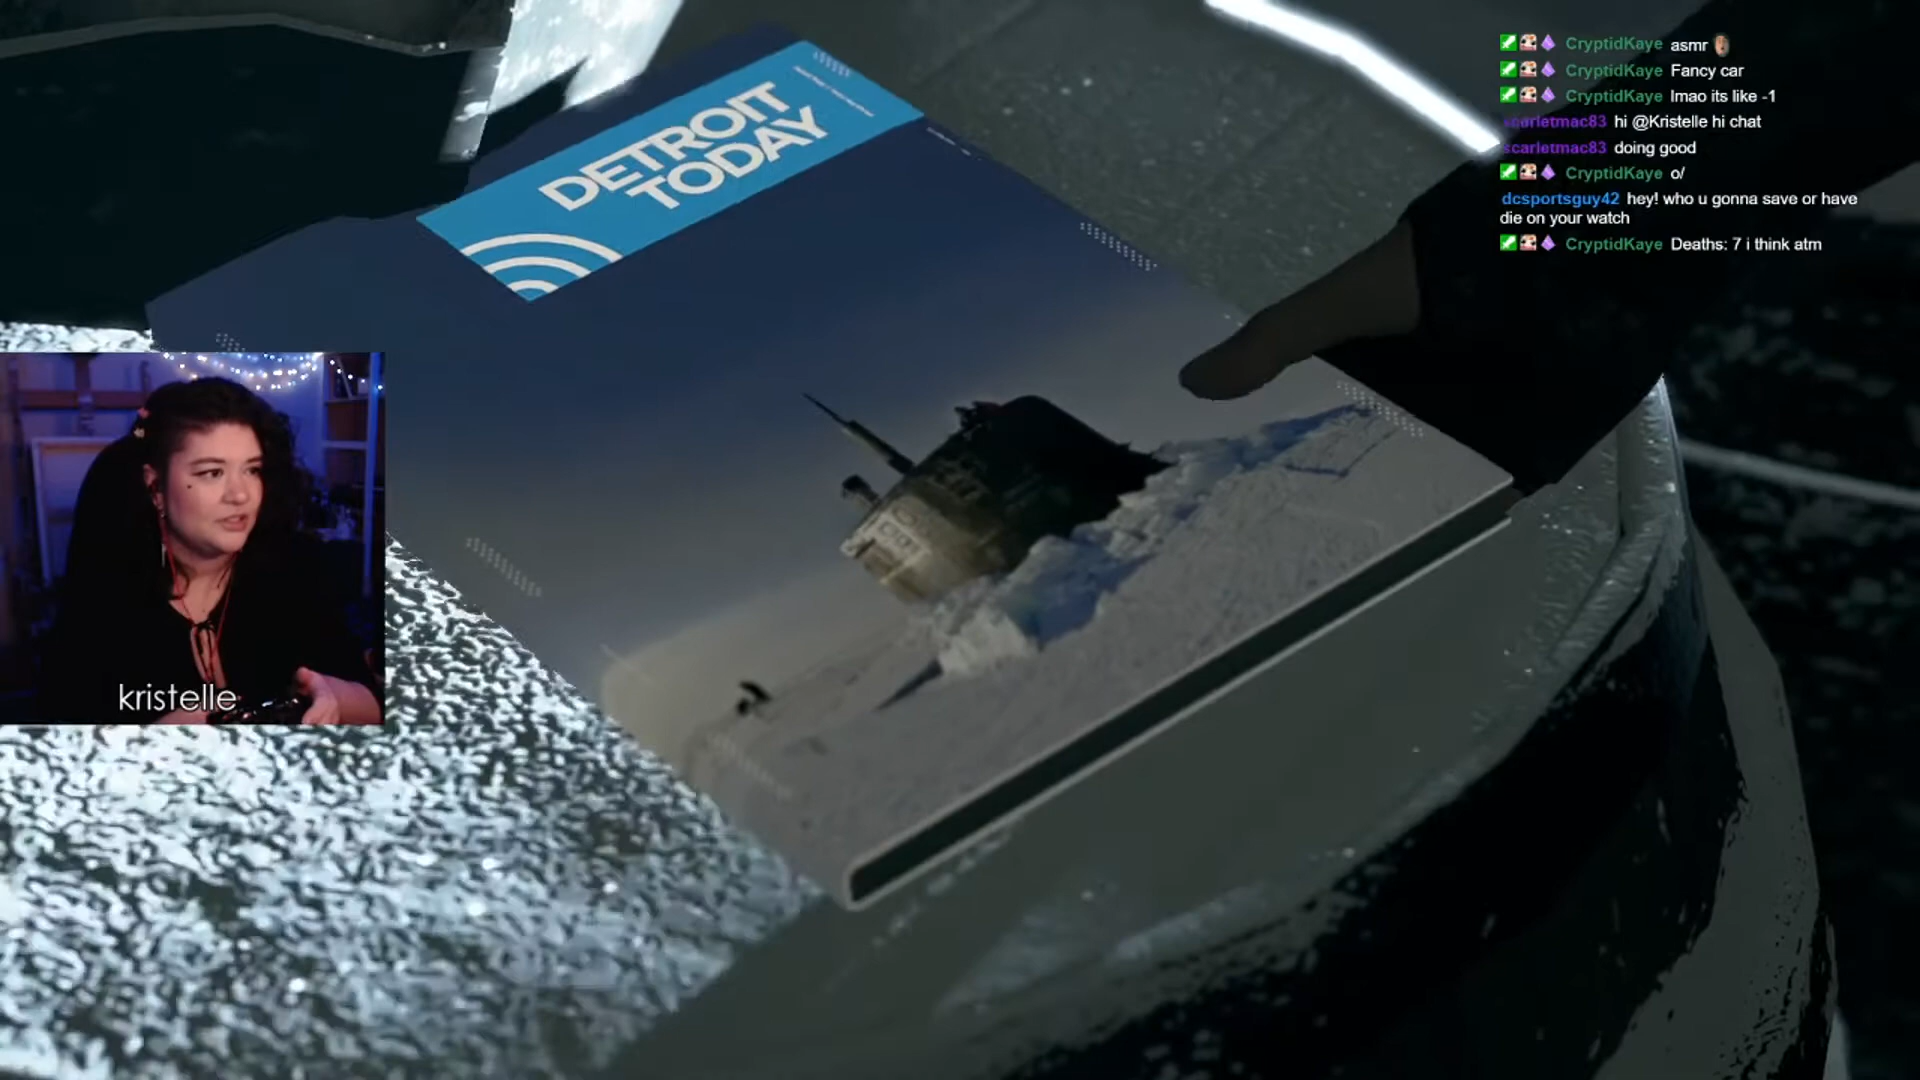 DETROIT
TODAY
CryptidKaye asmr
CryptidKaye Fancy car
CryptidKaye lmao its like -1
scarletmac83 hi @Kristelle hi chat
scarletmac83 doing good
CryptidKaye o/
dcsportsguy42 hey! who u gonna save or have
die on your watch
CryptidKaye Deaths: 7 i think atm
kristelle